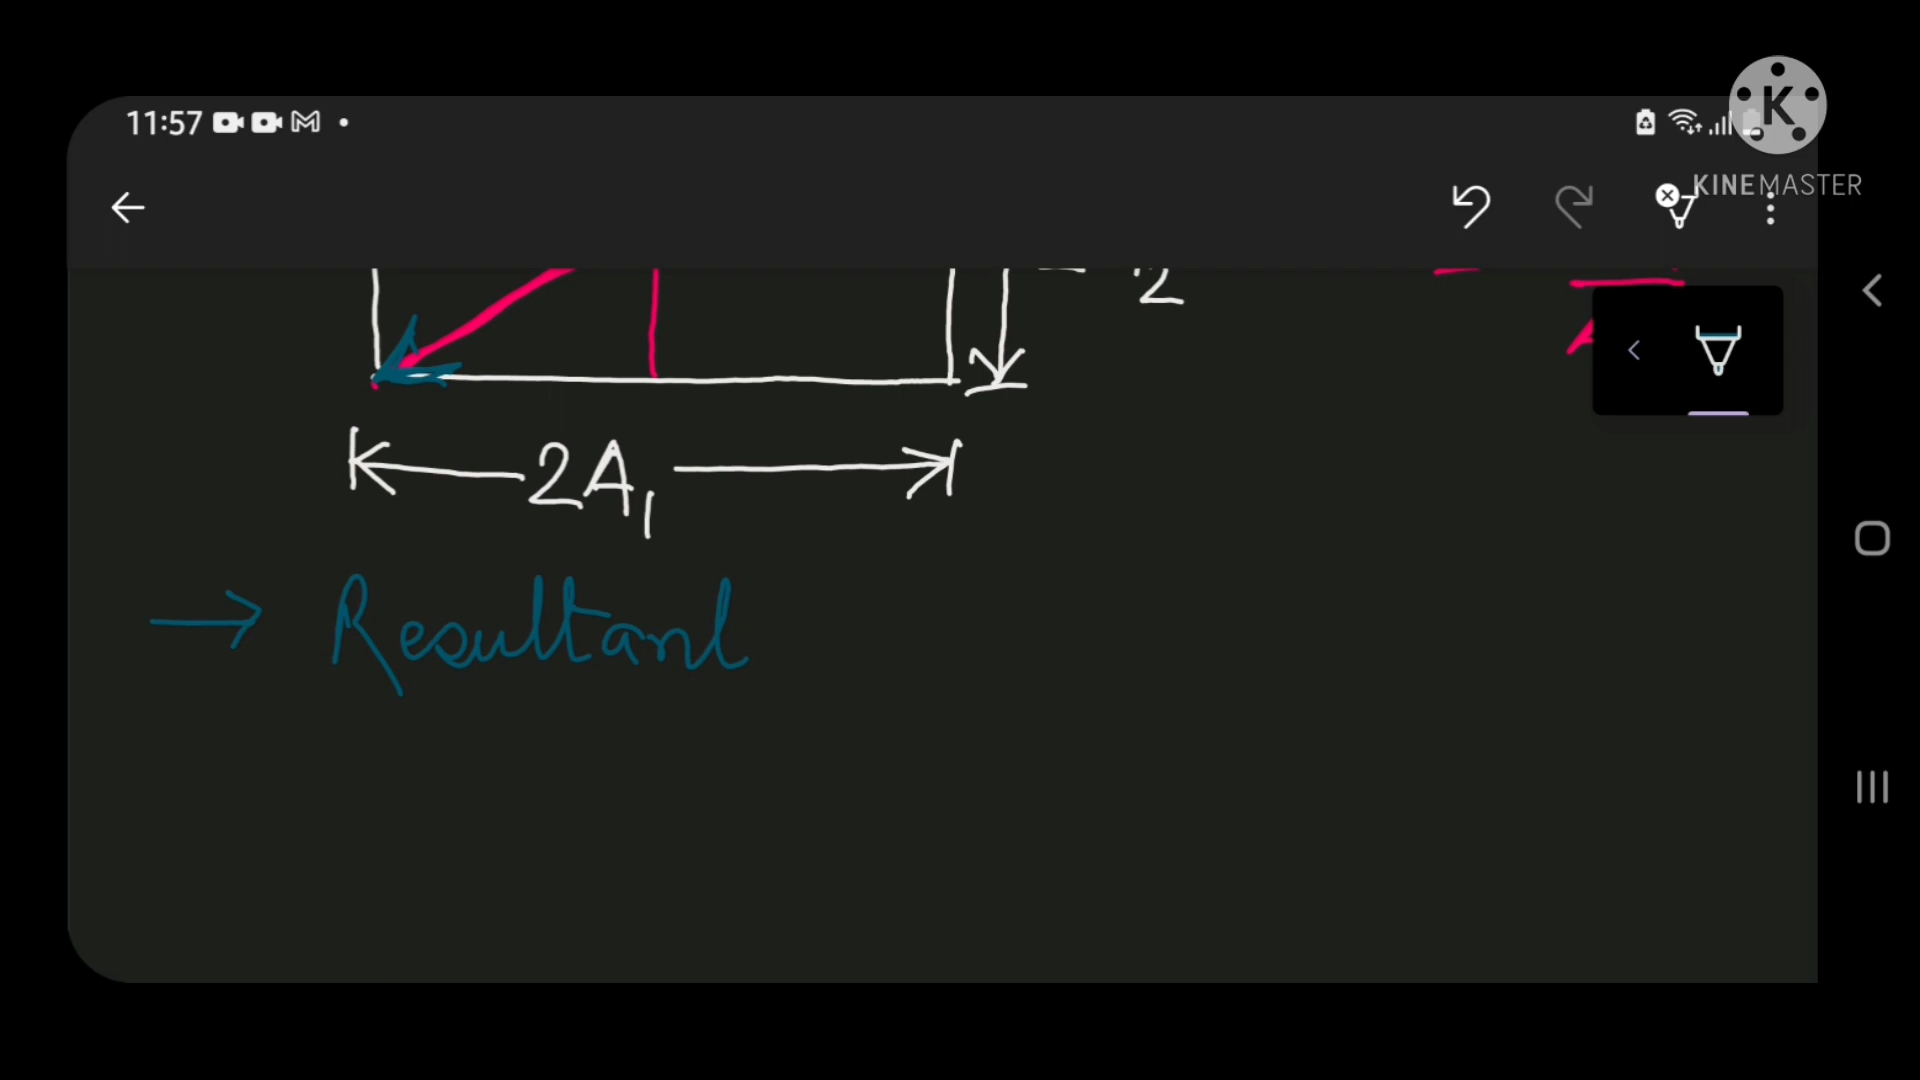 11:57
KINEMASTER
2
2A₁
→ Resultant